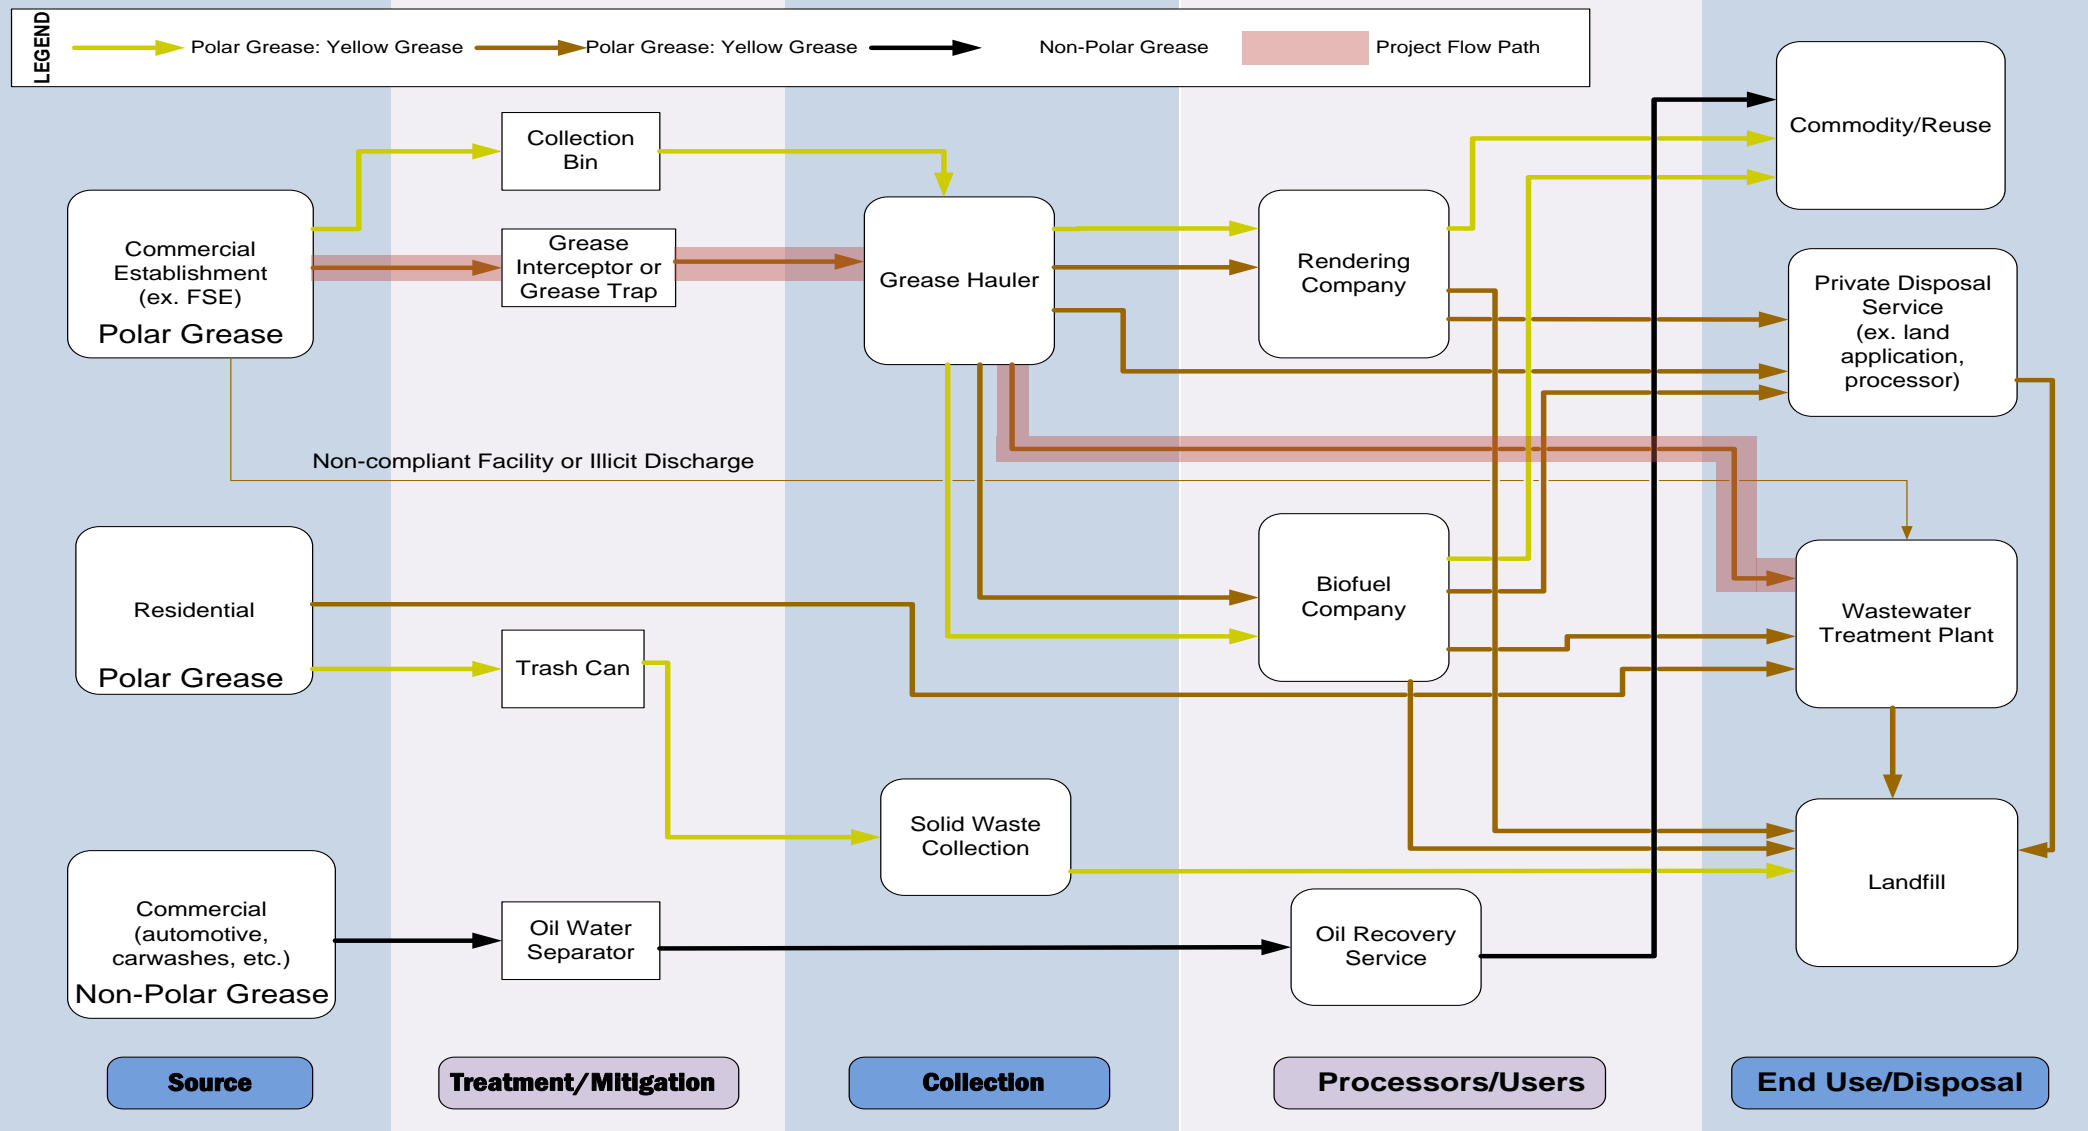 LEGEND
Polar Grease: Yellow Grease
Polar Grease: Yellow Grease
Non-Polar Grease
Project Flow Path
Collection
Bin
Commercial
Establishment
(ex. FSE)
Polar Grease
Grease
Interceptor or
Grease Trap
Grease Hauler
Rendering
Company
Commodity/Reuse
Private Disposal
Service
(ex. land
application,
processor)
Non-compliant Facility or Illicit Discharge
Residential
Polar Grease
Trash Can
Biofuel
Company
Wastewater
Treatment Plant
Solid Waste
Collection
Landfill
Commercial
(automotive,
carwashes, etc.)
Non-Polar Grease
Oil Water
Separator
Oil Recovery
Service
Source
Treatment/Mitigation
Collection
Processors/Users
End Use/Disposal